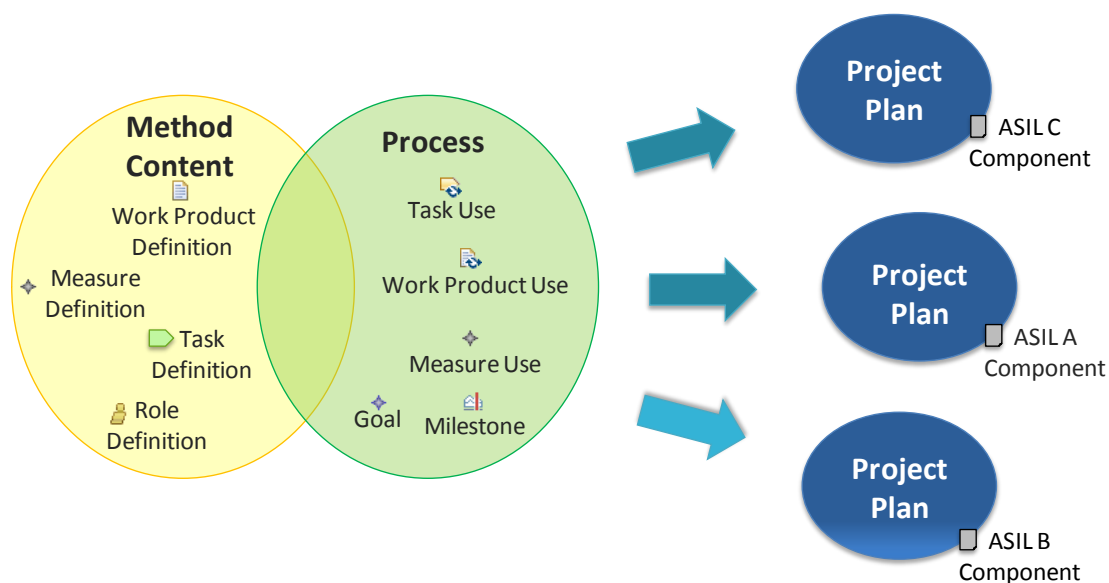 Method
Content
Work Product
Definition
Measure
Definition
Task
Definition
Role
Definition
Process
Task Use
Work Product Use
Measure Use
Goal
Milestone
Project
Plan
ASIL C
Component
Project
Plan
ASIL A
Component
Project
Plan
ASIL B
Component